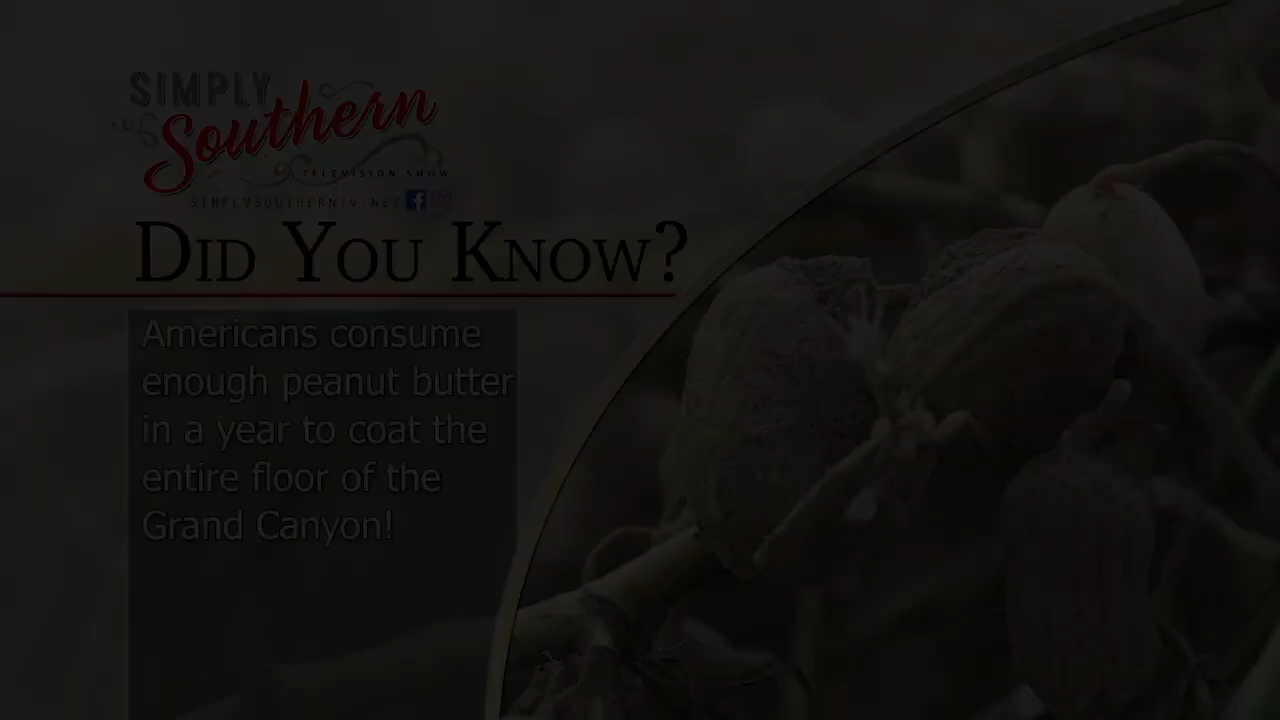 SIMPLY
Southern
TELEVISION SHOW
SIMPLYSOUTHERNTV.NET
DID YOU KNOW?
Americans consume
enough peanut butter
in a year to coat the
entire floor of the
Grand Canyon!